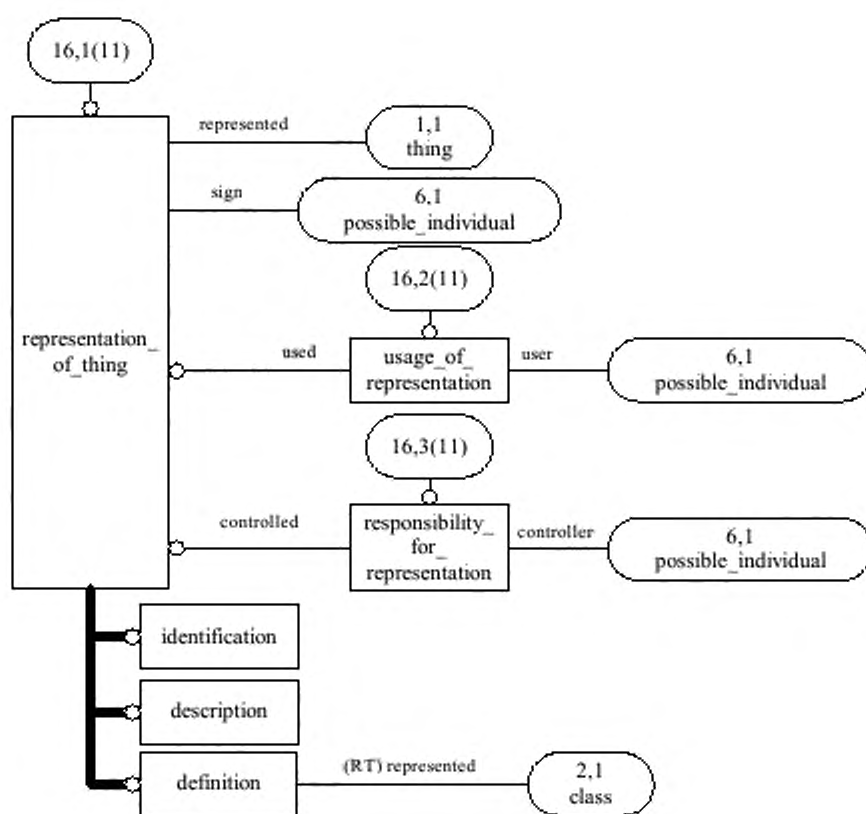 16,1(11)
represented
1,1
thing
sign
6,1
possible_individual
16,2(11)
representation_
of_thing
used
usage_of_
representation
user
6,1
possible_individual
16,3(11)
controlled
responsibility_
for_
representation
controller
6,1
possible_individual
identification
description
definition
(RT) represented
2,1
class